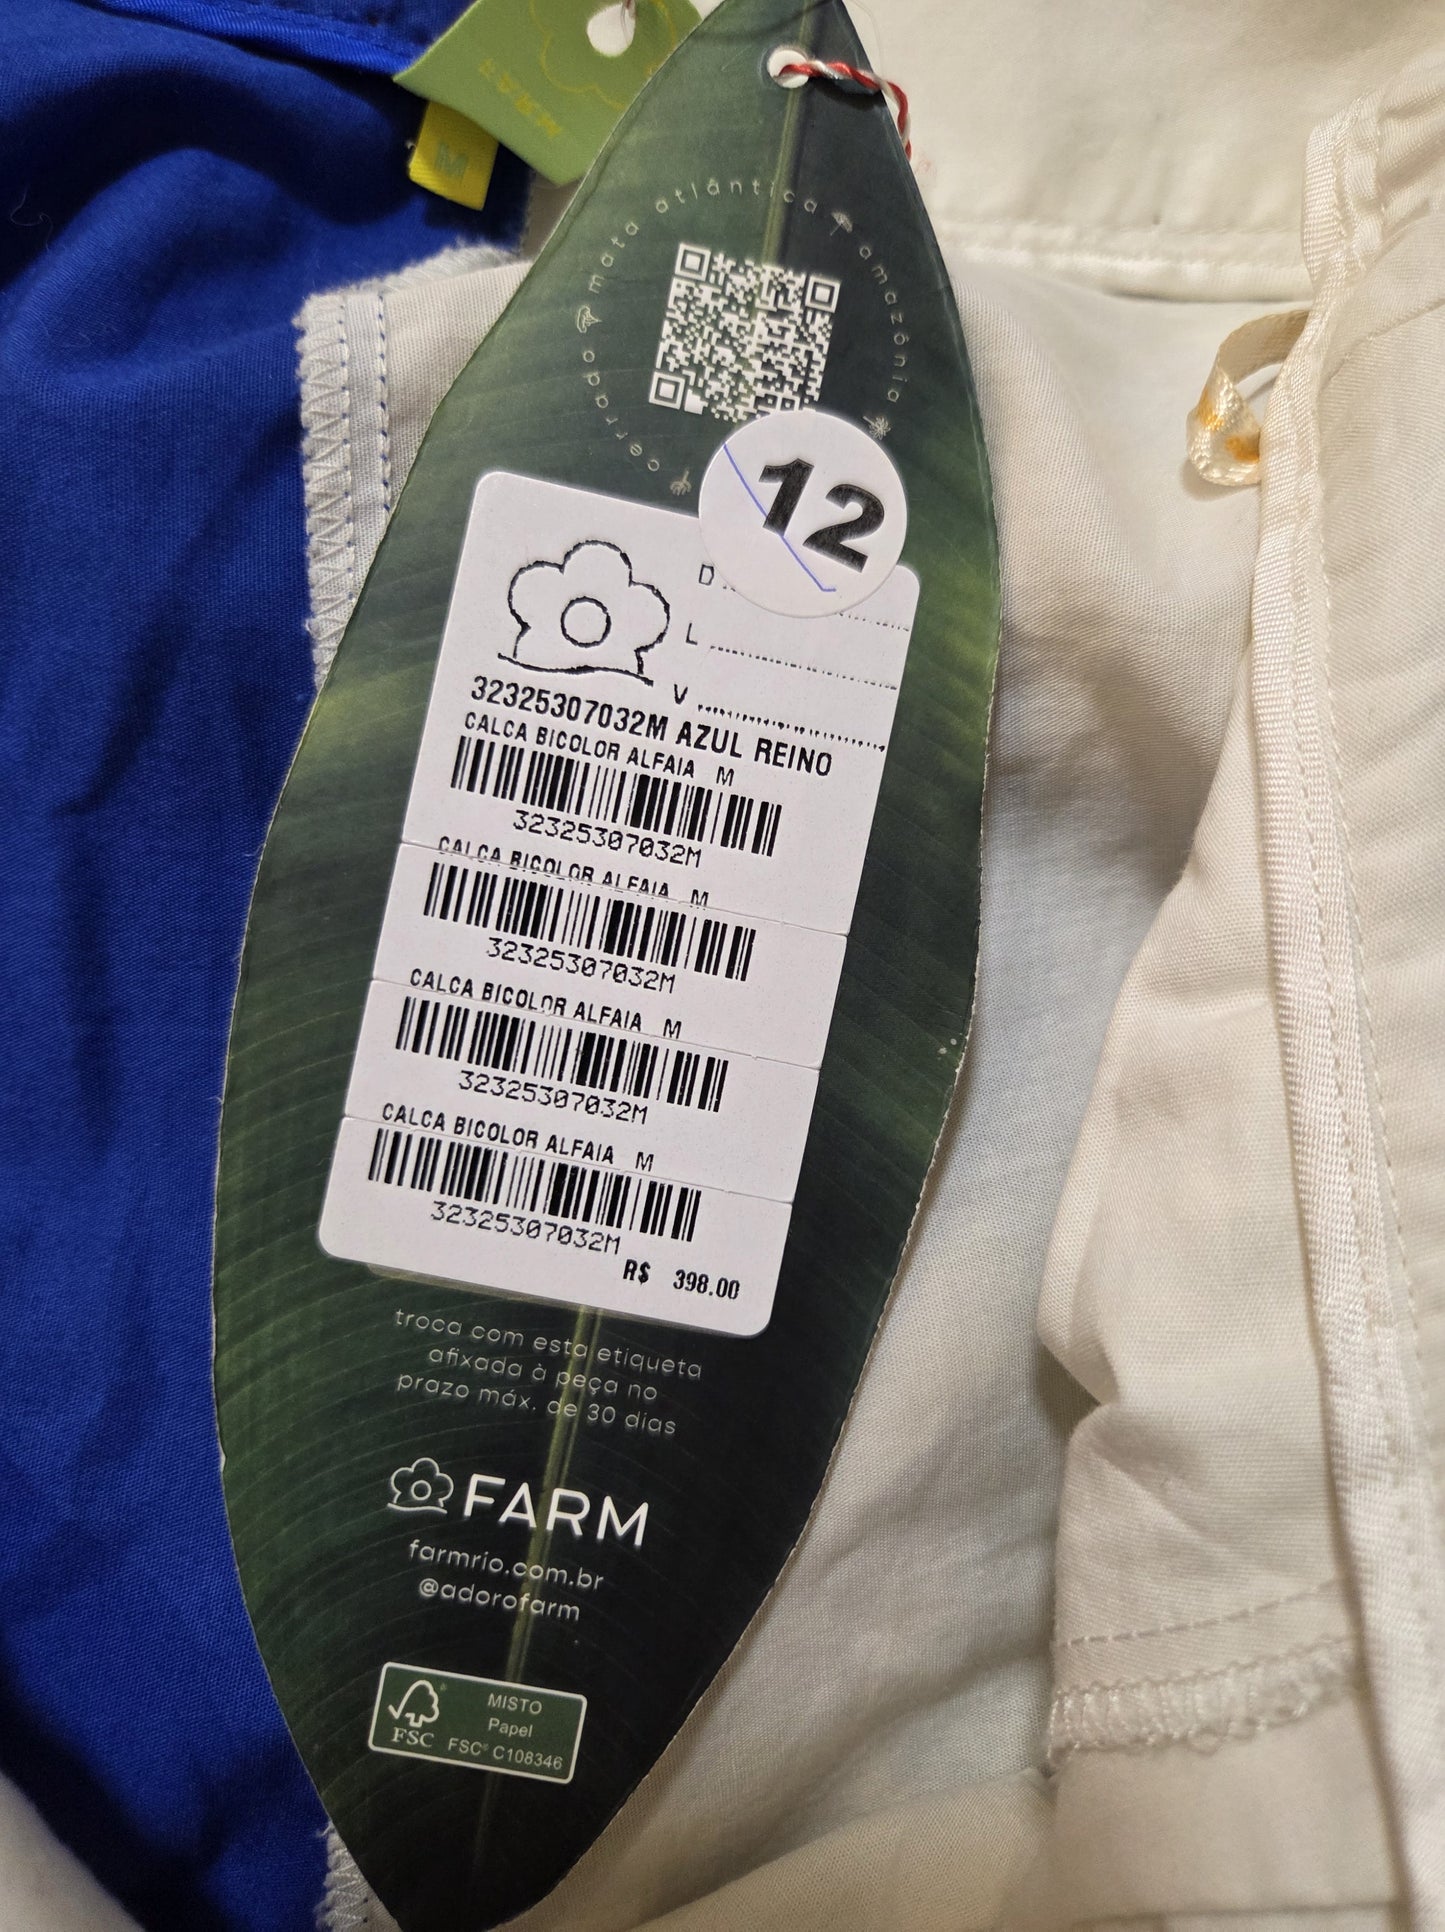 FARM
M
mata atlântica amazônia cerrado
12
D
L
V
32325307032M AZUL REINO
CALCA BICOLOR ALFAIA M
32325307032M
CALCA BICOLOR ALFAIA M
32325307032M
CALCA BICOLOR ALFAIA M
32325307032M
CALCA BICOLOR ALFAIA M
32325307032M
R$ 398.00
troca com esta etiqueta
afixada à peça no
prazo máx. de 30 dias
FARM
farmrio.com.br
@adorofarm
FSC
MISTO
Papel
FSC® C108346